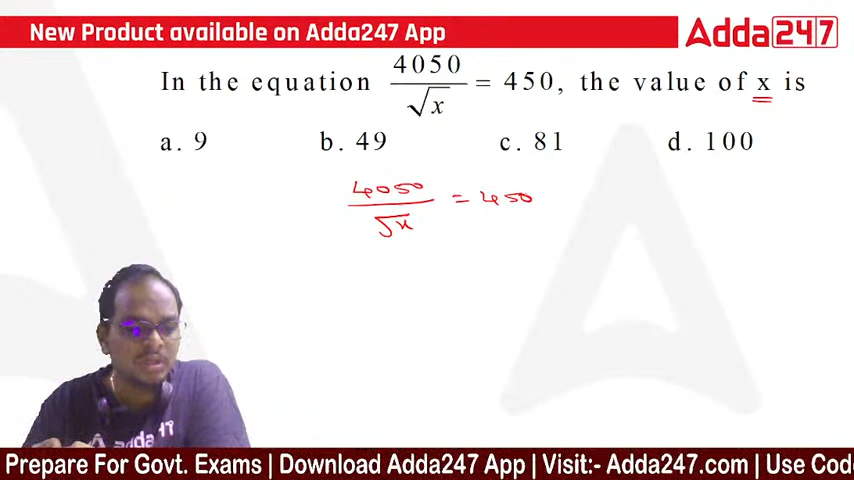 New Product available on Adda247 App
Adda247
In the equation 4050/√x = 450, the value of x is
a. 9 b. 49 c. 81 d. 100
4050/√x = 450
adda247
Prepare For Govt. Exams | Download Adda247 App | Visit:- Adda247.com | Use Cod